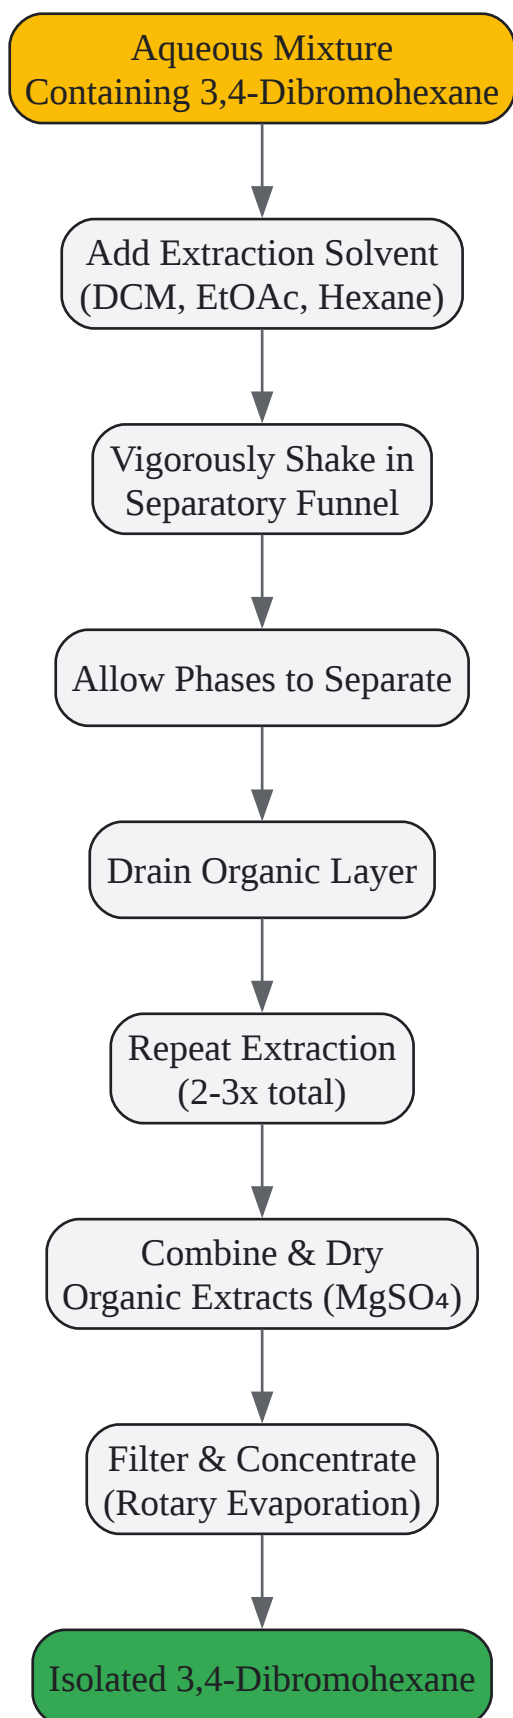 Aqueous Mixture
Containing 3,4-Dibromohexane
Add Extraction Solvent
(DCM, EtOAc, Hexane)
Vigorously Shake in
Separatory Funnel
Allow Phases to Separate
Drain Organic Layer
Repeat Extraction
(2-3x total)
Combine & Dry
Organic Extracts (MgSO₄)
Filter & Concentrate
(Rotary Evaporation)
Isolated 3,4-Dibromohexane